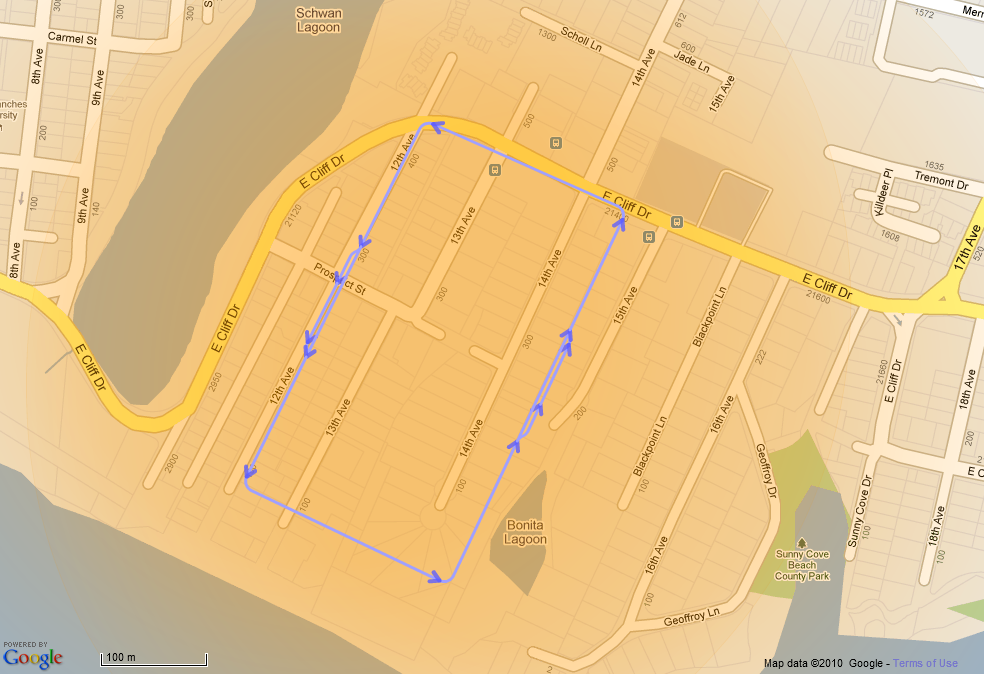 Schwan
Lagoon
612
1572
Merr
300
300
S
Carmel St
1300
Scholl Ln
600
Jade Ln
14th Ave
8th Ave
9th Ave
15th Ave
anches
rsity
200
500
12th Ave
400
500
1635
Tremont Dr
Killdeer Pl
E Cliff Dr
9th Ave
140
100
21120
E Cliff Dr
1608
13th Ave
17th Ave
520
8th Ave
300
Prospect St
14th Ave
E Cliff Dr
21600
300
15th Ave
Blackpoint Ln
E Cliff Dr
300
222
E Cliff Dr
2950
12th Ave
21660
E Cliff Dr
18th Ave
13th Ave
200
16th Ave
14th Ave
Blackpoint Ln
200
2900
Geoffroy Dr
E C
100
100
100
Sunny Cove Dr
100
18th Ave
100
Bonita
Lagoon
16th Ave
Sunny Cove
Beach
County Park
100
Geoffroy Ln
2
POWERED BY
Google
100 m
Map data ©2010 Google - Terms of Use